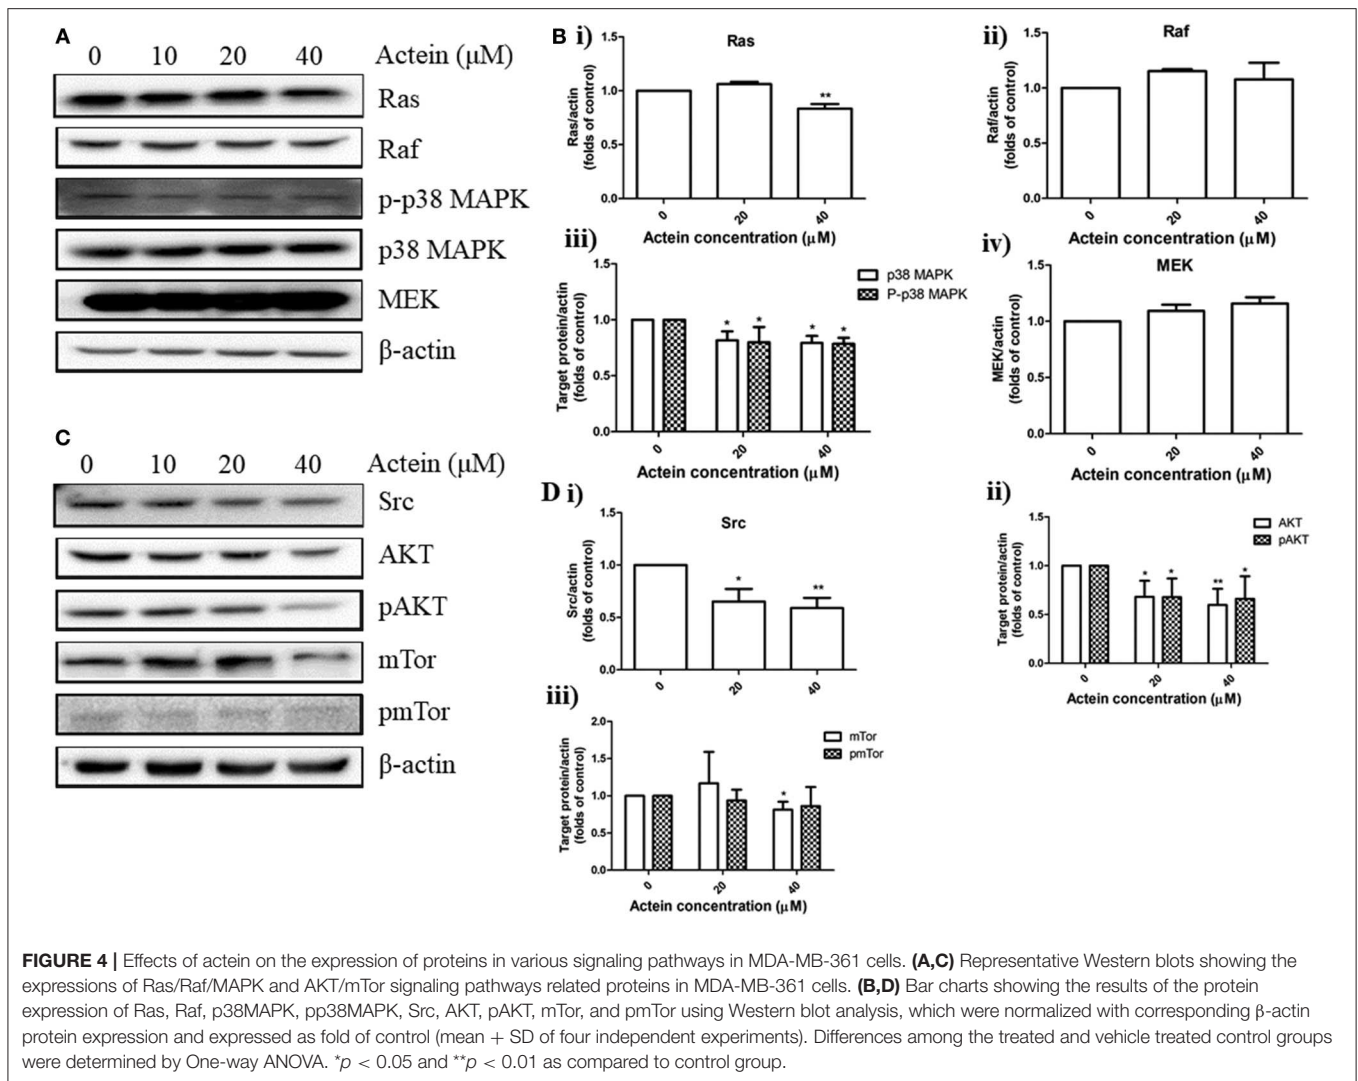 A
0 10 20 40 Actein (μM)
Ras
Raf
p-p38 MAPK
p38 MAPK
MEK
β-actin
B i)
Ras
Ras/actin
(folds of control)
1.5
1.0
0.5
0.0
**
0 20 40
Actein concentration (μM)
ii)
Raf
Raf/actin
(folds of control)
1.5
1.0
0.5
0.0
0 20 40
Actein concentration (μM)
iii)
Target protein/actin
(folds of control)
1.5
1.0
0.5
0.0
* * * *
p38 MAPK
P-p38 MAPK
0 20 40
Actein concentration (μM)
iv)
MEK
MEK/actin
(folds of control)
1.5
1.0
0.5
0.0
0 20 40
Actein concentration (μM)
C
0 10 20 40 Actein (μM)
Src
AKT
pAKT
mTor
pmTor
β-actin
D i)
Src
Src/actin
(folds of control)
1.5
1.0
0.5
0.0
* **
0 20 40
Actein concentration (μM)
ii)
Target protein/actin
(folds of control)
1.5
1.0
0.5
0.0
* * ** *
AKT
pAKT
0 20 40
Actein concentration (μM)
iii)
Target protein/actin
(folds of control)
2.0
1.5
1.0
0.5
0.0
*
mTor
pmTor
0 20 40
Actein concentration (μM)
FIGURE 4 | Effects of actein on the expression of proteins in various signaling pathways in MDA-MB-361 cells. (A,C) Representative Western blots showing the
expressions of Ras/Raf/MAPK and AKT/mTor signaling pathways related proteins in MDA-MB-361 cells. (B,D) Bar charts showing the results of the protein
expression of Ras, Raf, p38MAPK, pp38MAPK, Src, AKT, pAKT, mTor, and pmTor using Western blot analysis, which were normalized with corresponding β-actin
protein expression and expressed as fold of control (mean + SD of four independent experiments). Differences among the treated and vehicle treated control groups
were determined by One-way ANOVA. *p < 0.05 and **p < 0.01 as compared to control group.